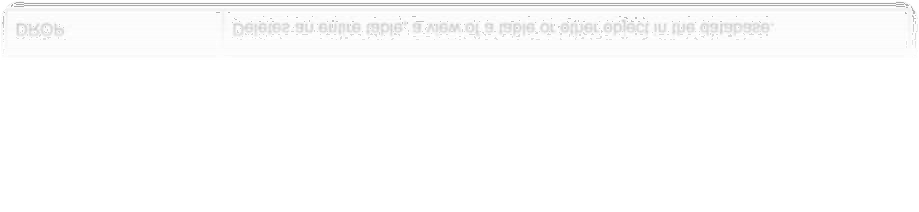 DROP
Deletes an entire table, a view of a table or other object in the database.